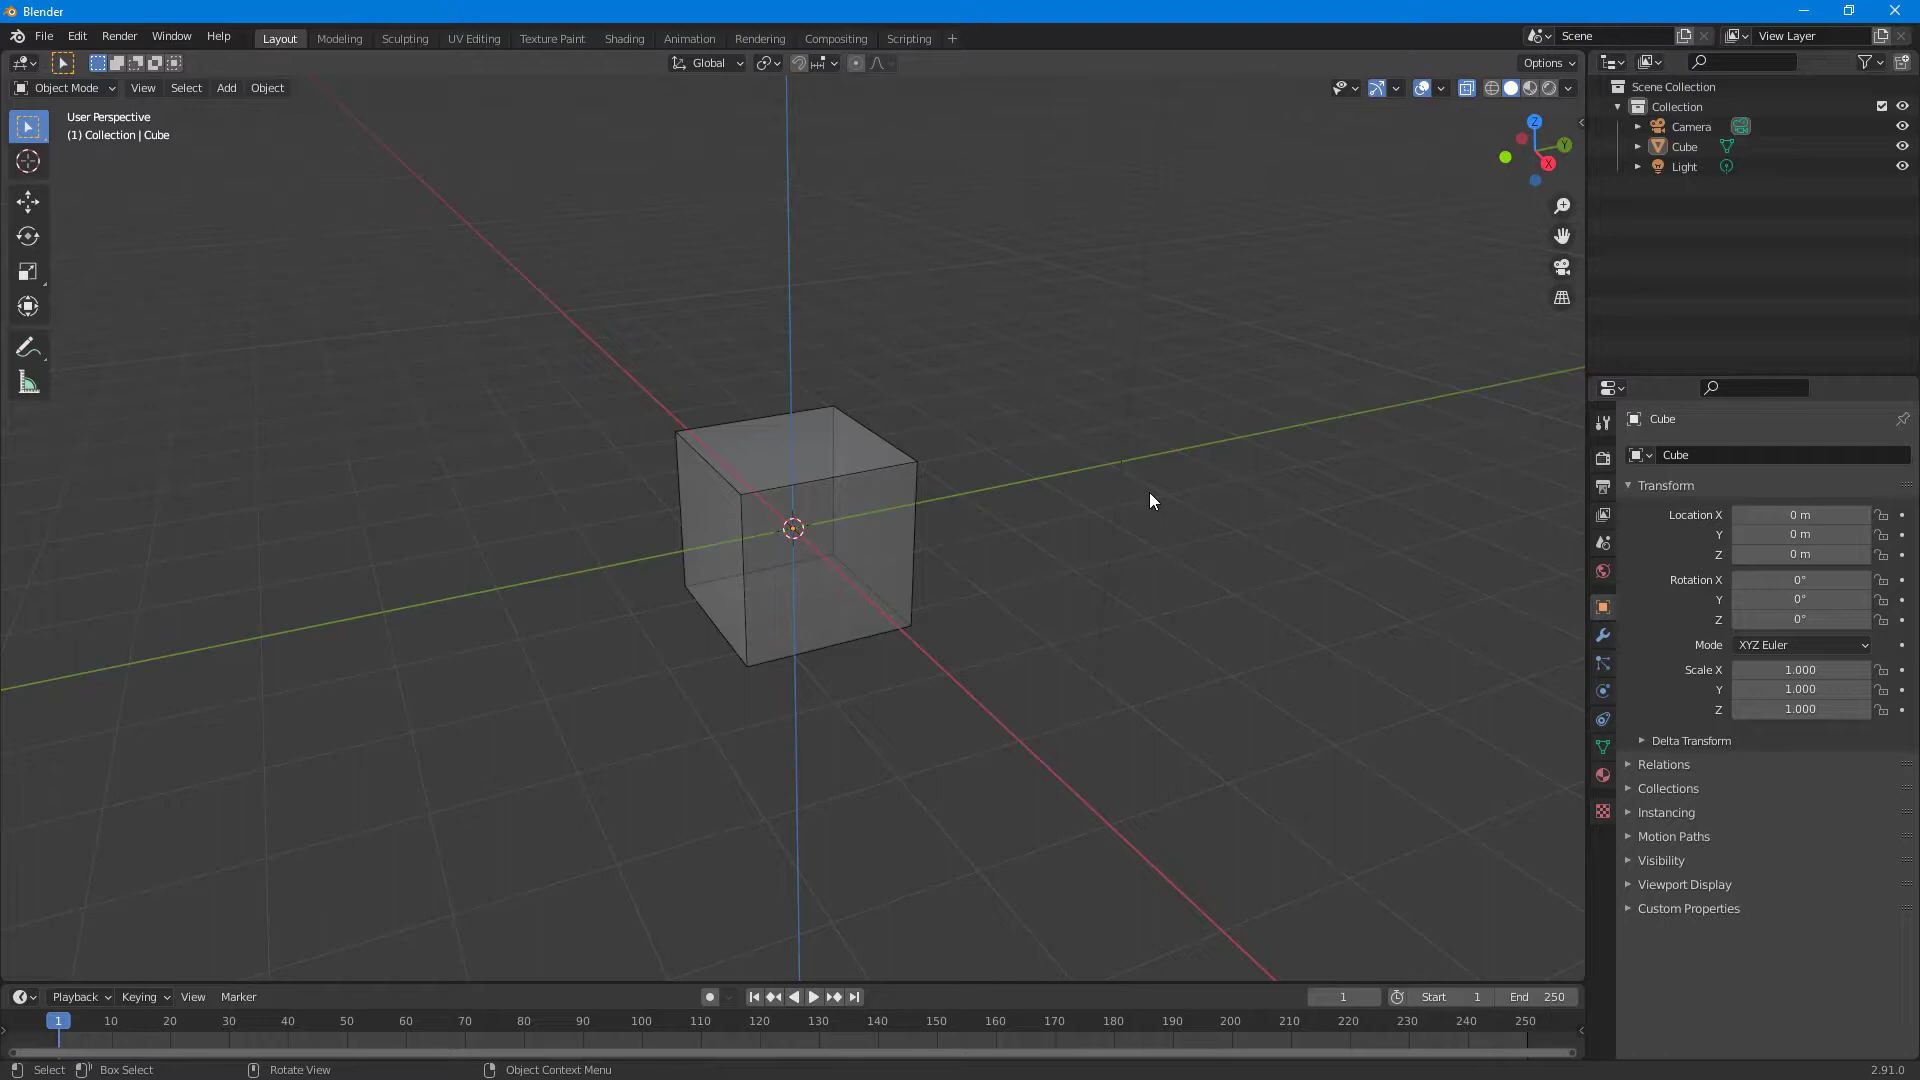 Blender
File Edit Render Window Help
Layout Modeling Sculpting UV Editing Texture Paint Shading Animation Rendering Compositing Scripting +
Scene
View Layer
Global
Options
Object Mode View Select Add Object
User Perspective
(1) Collection | Cube
Z
Y
X
Scene Collection
Collection
Camera
Cube
Light
Cube
Cube
Transform
Location X 0 m
Y 0 m
Z 0 m
Rotation X 0°
Y 0°
Z 0°
Mode XYZ Euler
Scale X 1.000
Y 1.000
Z 1.000
Delta Transform
Relations
Collections
Instancing
Motion Paths
Visibility
Viewport Display
Custom Properties
Playback Keying View Marker
1 Start 1 End 250
1 10 20 30 40 50 60 70 80 90 100 110 120 130 140 150 160 170 180 190 200 210 220 230 240 250
Select Box Select Rotate View Object Context Menu
2.91.0